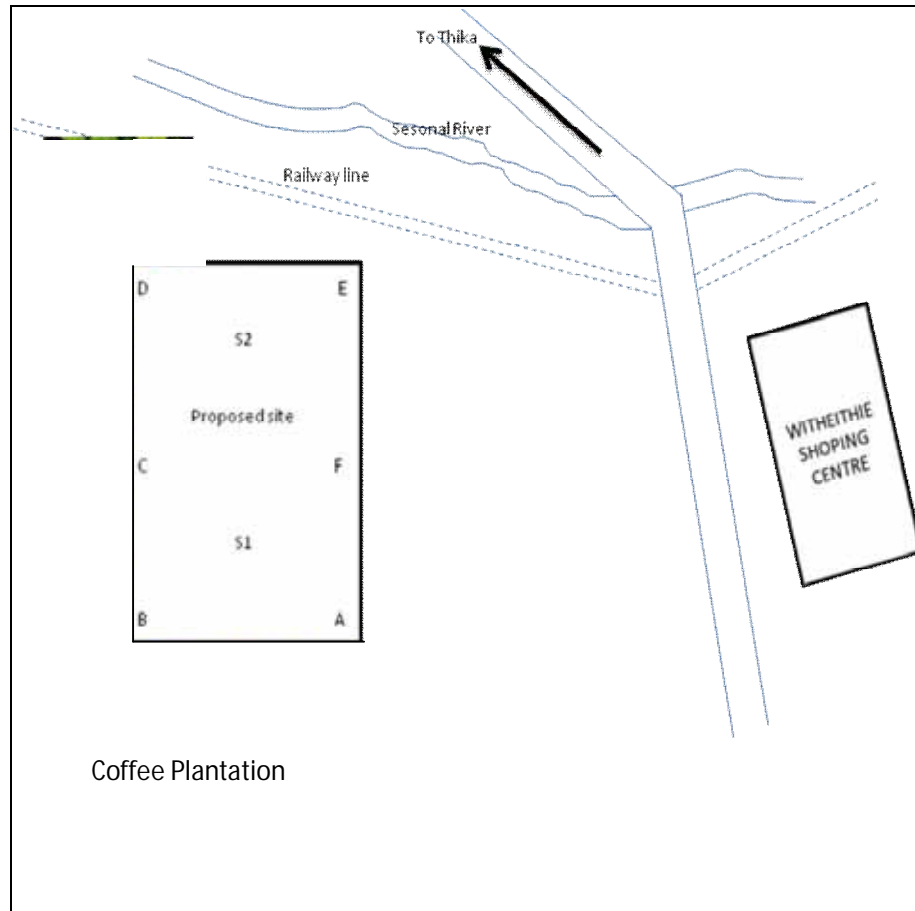 To Thika
Sesonal River
Railway line
D E
S2
Proposed site
C F
S1
B A
WITHEITHIE
SHOPING
CENTRE
Coffee Plantation